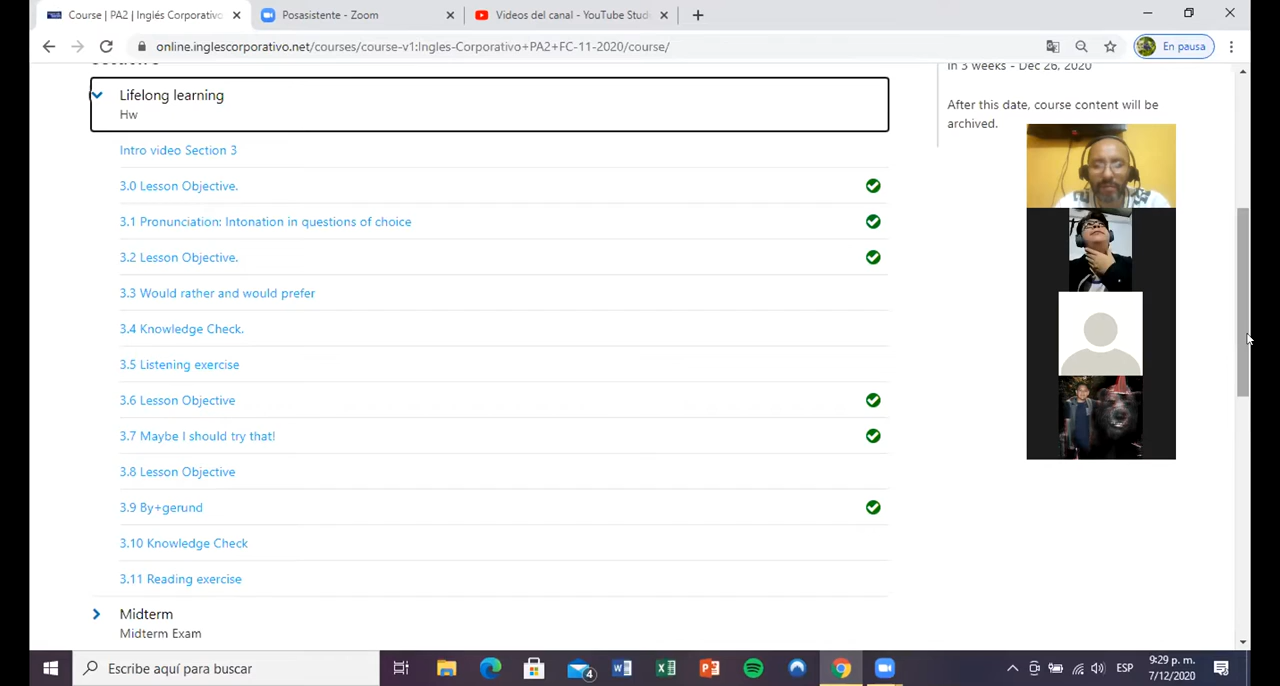 Course | PA2 | Inglés Corporativo
Posasistente - Zoom
Videos del canal - YouTube Stud
online.inglescorporativo.net/courses/course-v1:Ingles-Corporativo+PA2+FC-11-2020/course/
En pausa
in 3 weeks - Dec 26, 2020
After this date, course content will be
archived.
Lifelong learning
Hw
Intro video Section 3
3.0 Lesson Objective.
3.1 Pronunciation: Intonation in questions of choice
3.2 Lesson Objective.
3.3 Would rather and would prefer
3.4 Knowledge Check.
3.5 Listening exercise
3.6 Lesson Objective
3.7 Maybe I should try that!
3.8 Lesson Objective
3.9 By+gerund
3.10 Knowledge Check
3.11 Reading exercise
Midterm
Midterm Exam
Escribe aquí para buscar
4
ESP
9:29 p. m.
7/12/2020